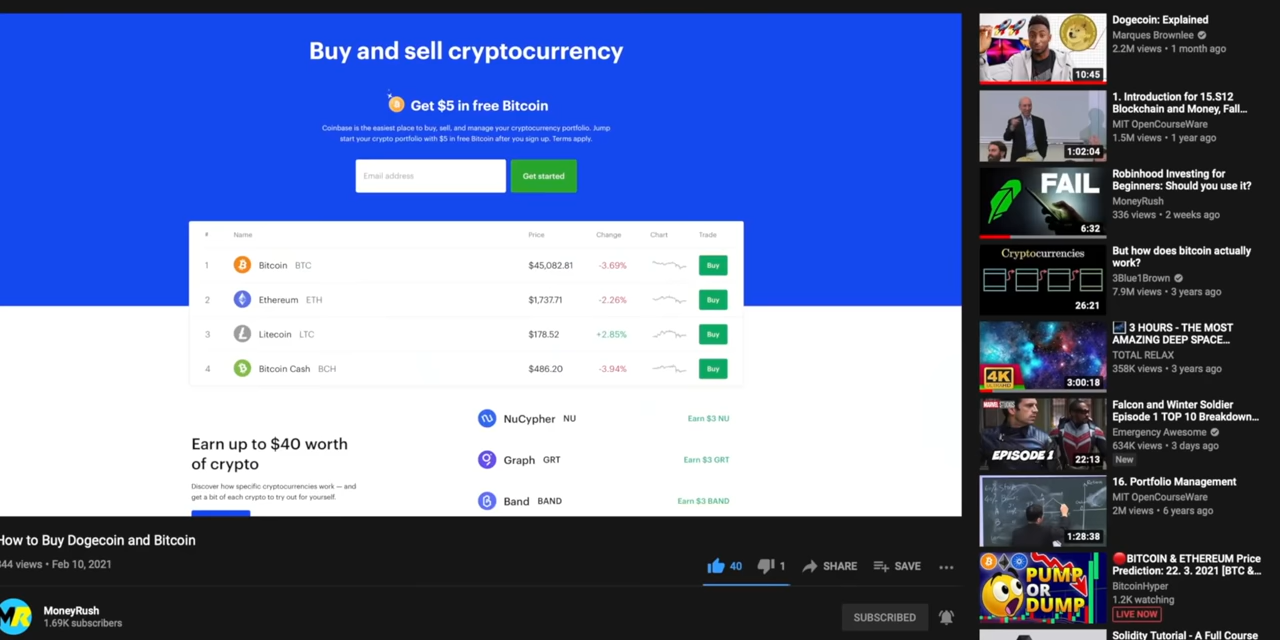 Buy and sell cryptocurrency
Get $5 in free Bitcoin
Coinbase is the easiest place to buy, sell, and manage your cryptocurrency portfolio. Jump
start your crypto portfolio with $5 in free Bitcoin after you sign up. Terms apply.
Email address
Get started
# Name Price Change Chart Trade
1 Bitcoin BTC $45,082.81 -3.69% Buy
2 Ethereum ETH $1,737.71 -2.26% Buy
3 Litecoin LTC $178.52 +2.85% Buy
4 Bitcoin Cash BCH $486.20 -3.94% Buy
Earn up to $40 worth
of crypto
Discover how specific cryptocurrencies work — and
get a bit of each crypto to try out for yourself.
NuCypher NU Earn $3 NU
Graph GRT Earn $3 GRT
Band BAND Earn $3 BAND
How to Buy Dogecoin and Bitcoin
344 views • Feb 10, 2021
40 1 SHARE SAVE
MR
MoneyRush
1.69K subscribers
SUBSCRIBED
10:45
Dogecoin: Explained
Marques Brownlee
2.2M views • 1 month ago
1:02:04
1. Introduction for 15.S12
Blockchain and Money, Fall...
MIT OpenCourseWare
1.5M views • 1 year ago
FAIL
6:32
Robinhood Investing for
Beginners: Should you use it?
MoneyRush
336 views • 2 weeks ago
Cryptocurrencies
26:21
But how does bitcoin actually
work?
3Blue1Brown
7.9M views • 3 years ago
4K
3:00:18
3 HOURS - THE MOST
AMAZING DEEP SPACE...
TOTAL RELAX
358K views • 3 years ago
MARVEL STUDIOS
EPISODE 1
22:13
Falcon and Winter Soldier
Episode 1 TOP 10 Breakdown...
Emergency Awesome
634K views • 3 days ago
New
1:28:38
16. Portfolio Management
MIT OpenCourseWare
2M views • 6 years ago
PUMP
OR
DUMP
BITCOIN & ETHEREUM Price
Prediction: 22. 3. 2021 [BTC &...
BitcoinHyper
1.2K watching
LIVE NOW
Solidity Tutorial - A Full Course